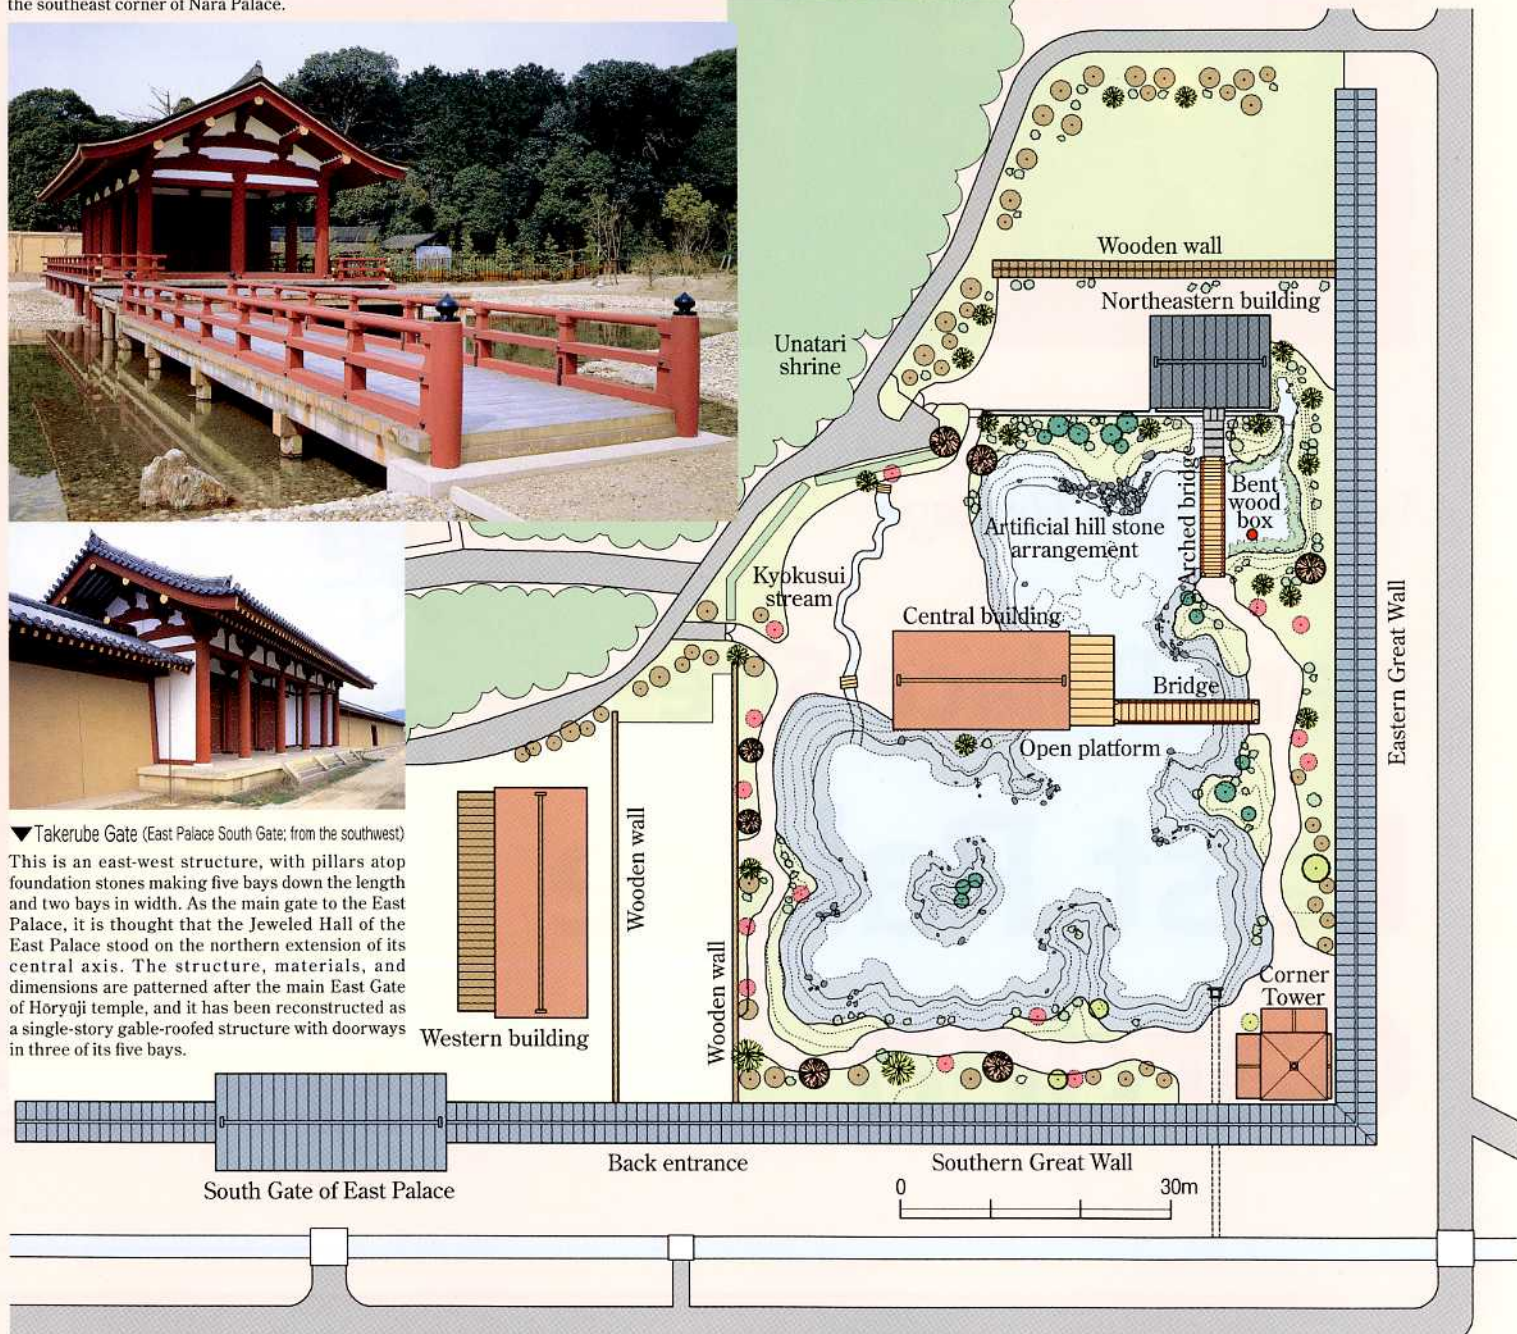 the southeast corner of Nara Palace.
Wooden wall
Northeastern building
Unatari
shrine
Arched bridge
Bent
wood
box
Artificial hill stone
arrangement
Kyokusui
stream
Central building
Bridge
Open platform
Eastern Great Wall
▼Takerube Gate (East Palace South Gate; from the southwest)
This is an east-west structure, with pillars atop
foundation stones making five bays down the length
and two bays in width. As the main gate to the East
Palace, it is thought that the Jeweled Hall of the
East Palace stood on the northern extension of its
central axis. The structure, materials, and
dimensions are patterned after the main East Gate
of Hōryūji temple, and it has been reconstructed as
a single-story gable-roofed structure with doorways
in three of its five bays.
Wooden wall
Wooden wall
Western building
Corner
Tower
Back entrance
Southern Great Wall
South Gate of East Palace
0
30m